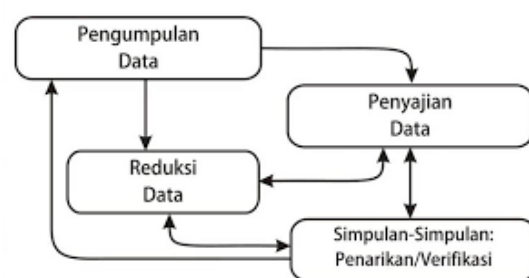 Pengumpulan
Data
Penyajian
Data
Reduksi
Data
Simpulan-Simpulan:
Penarikan/Verifikasi